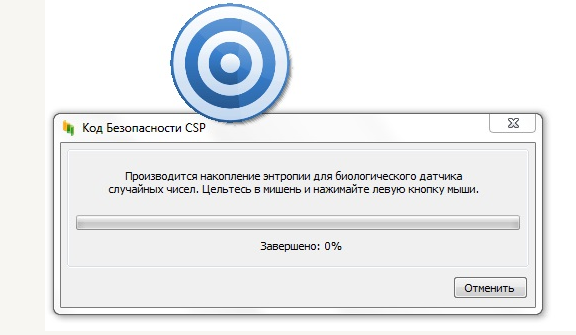 Код Безопасности CSP
Производится накопление энтропии для биологического датчика
случайных чисел. Цельтесь в мишень и нажимайте левую кнопку мыши.
Завершено: 0%
Отменить